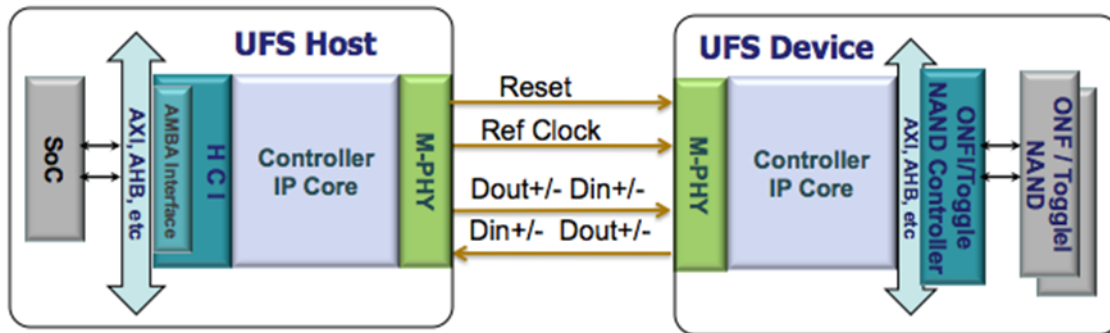 UFS Host
SoC
AXI, AHB, etc
AMBA Interface
H C I
Controller
IP Core
M-PHY
Reset
Ref Clock
Dout+/- Din+/-
Din+/- Dout+/-
UFS Device
M-PHY
Controller
IP Core
AXI, AHB, etc
ONFI/Toggle
NAND Controller
ONF / Togglel
NAND